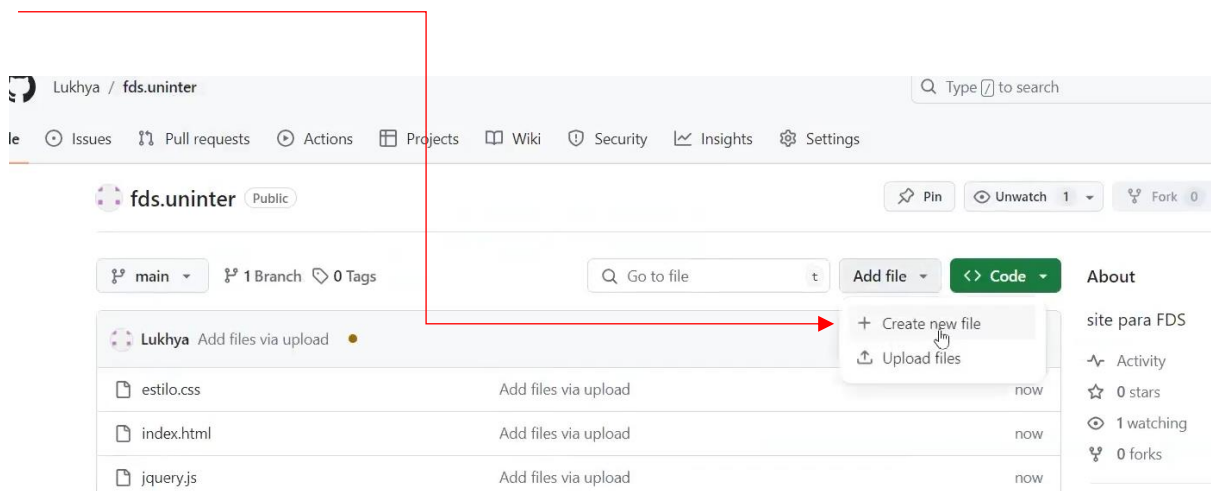 Lukhya / fds.uninter
Type / to search
le Issues Pull requests Actions Projects Wiki Security Insights Settings
fds.uninter Public
Pin Unwatch 1 Fork 0
main 1 Branch 0 Tags
Go to file t Add file <> Code About
Create new file
site para FDS
Lukhya Add files via upload
Upload files
Activity
estilo.css Add files via upload now
0 stars
1 watching
index.html Add files via upload now
0 forks
jquery.js Add files via upload now